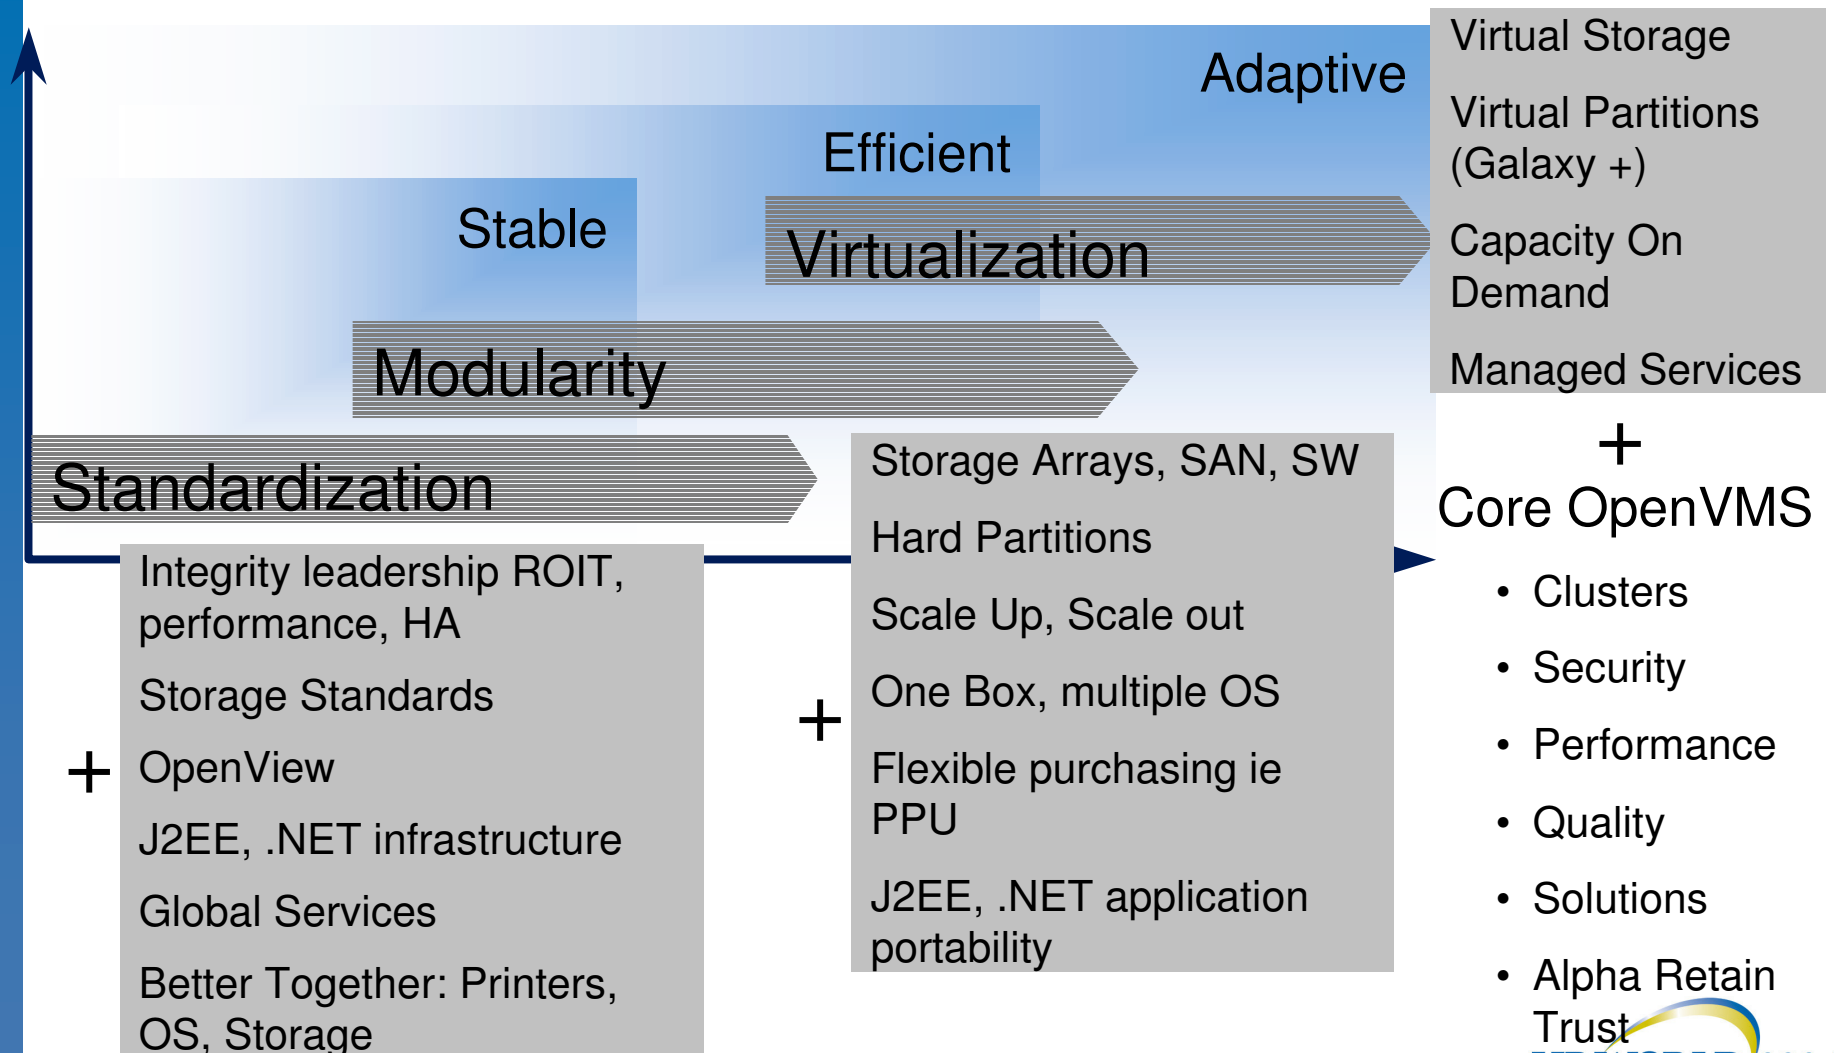 Adaptive
Efficient
Stable
Virtualization
Modularity
Standardization
Virtual Storage
Virtual Partitions
(Galaxy +)
Capacity On
Demand
Managed Services
+
Core OpenVMS
• Clusters
• Security
• Performance
• Quality
• Solutions
• Alpha Retain
Trust
+
Storage Arrays, SAN, SW
Hard Partitions
Scale Up, Scale out
One Box, multiple OS
Flexible purchasing ie
PPU
J2EE, .NET application
portability
+
Integrity leadership ROIT,
performance, HA
Storage Standards
OpenView
J2EE, .NET infrastructure
Global Services
Better Together: Printers,
OS, Storage